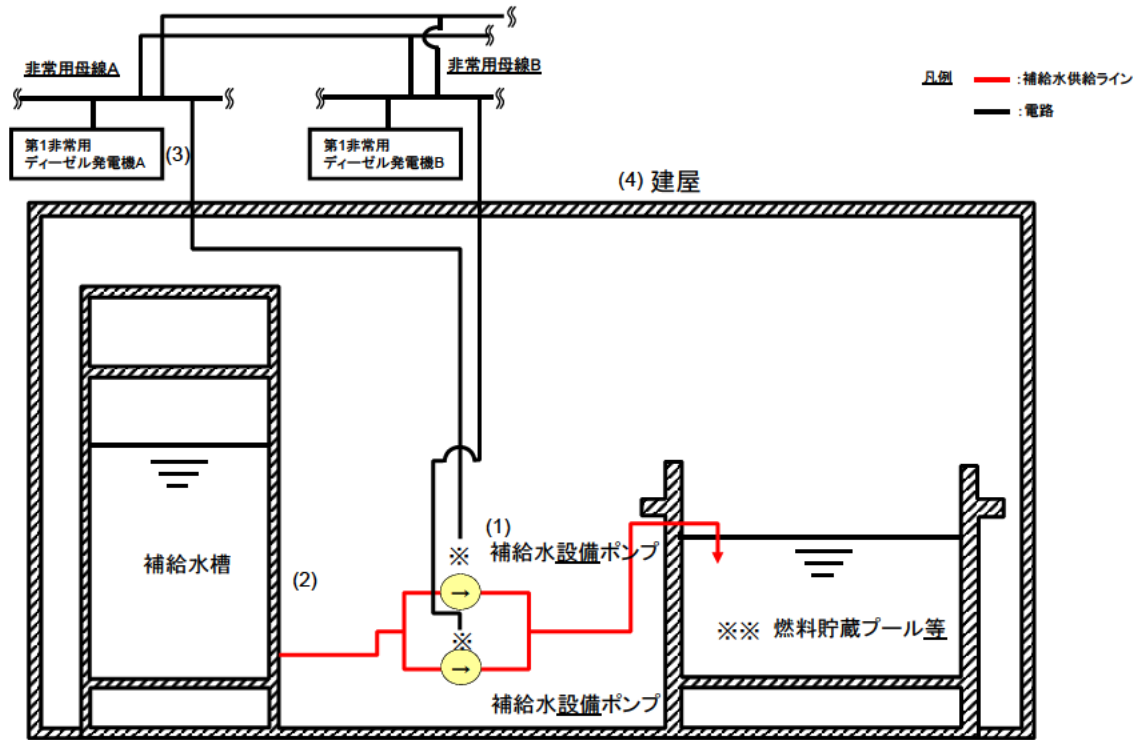 非常用母線A
非常用母線B
凡例
:補給水供給ライン
:電路
第1非常用
ディーゼル発電機A
(3)
第1非常用
ディーゼル発電機B
(4) 建屋
(1)
※ 補給水設備ポンプ
→
補給水槽
(2)
※
→
※※ 燃料貯蔵プール等
補給水設備ポンプ